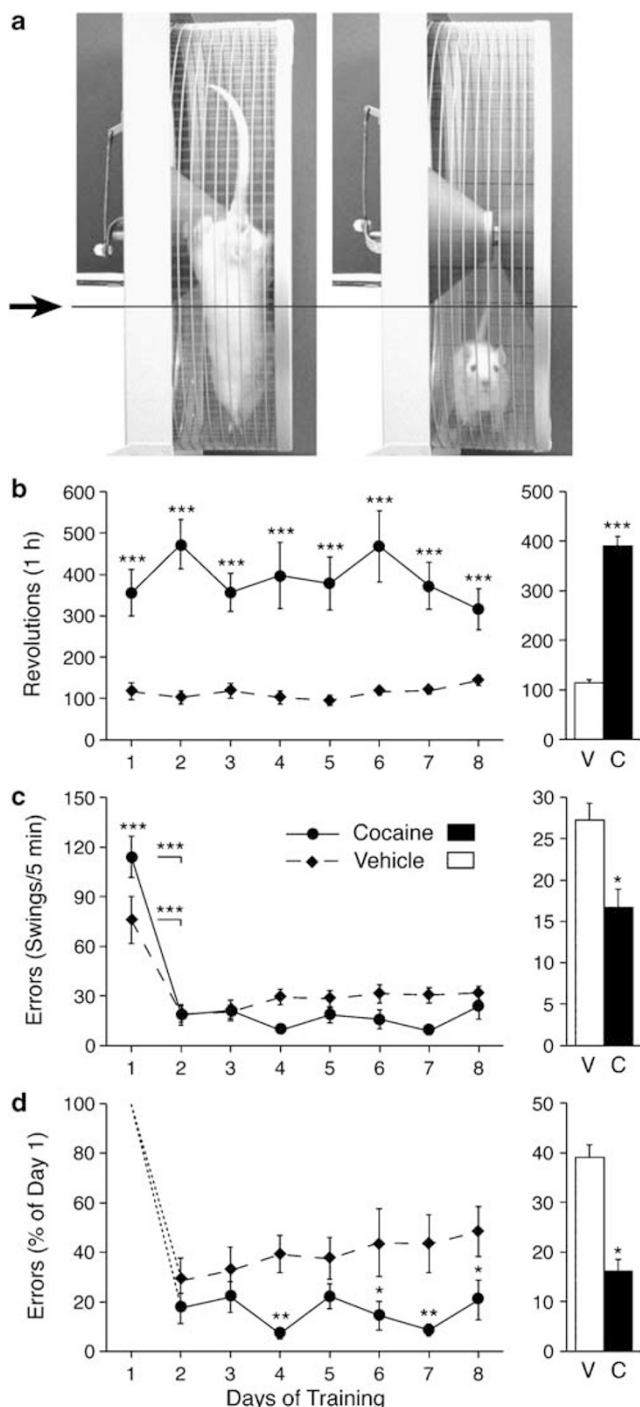 a
b
Revolutions (1 h)
600
500
400
300
200
100
0
*** *** *** *** *** *** *** ***
1 2 3 4 5 6 7 8
500
400
300
200
100
0
***
V C
c
Errors (Swings/5 min)
150
120
90
60
30
0
***
***
***
Cocaine
Vehicle
1 2 3 4 5 6 7 8
30
25
20
15
10
5
0
*
V C
d
Errors (% of Day 1)
100
80
60
40
20
0
** * ** *
1 2 3 4 5 6 7 8
Days of Training
50
40
30
20
10
0
*
V C